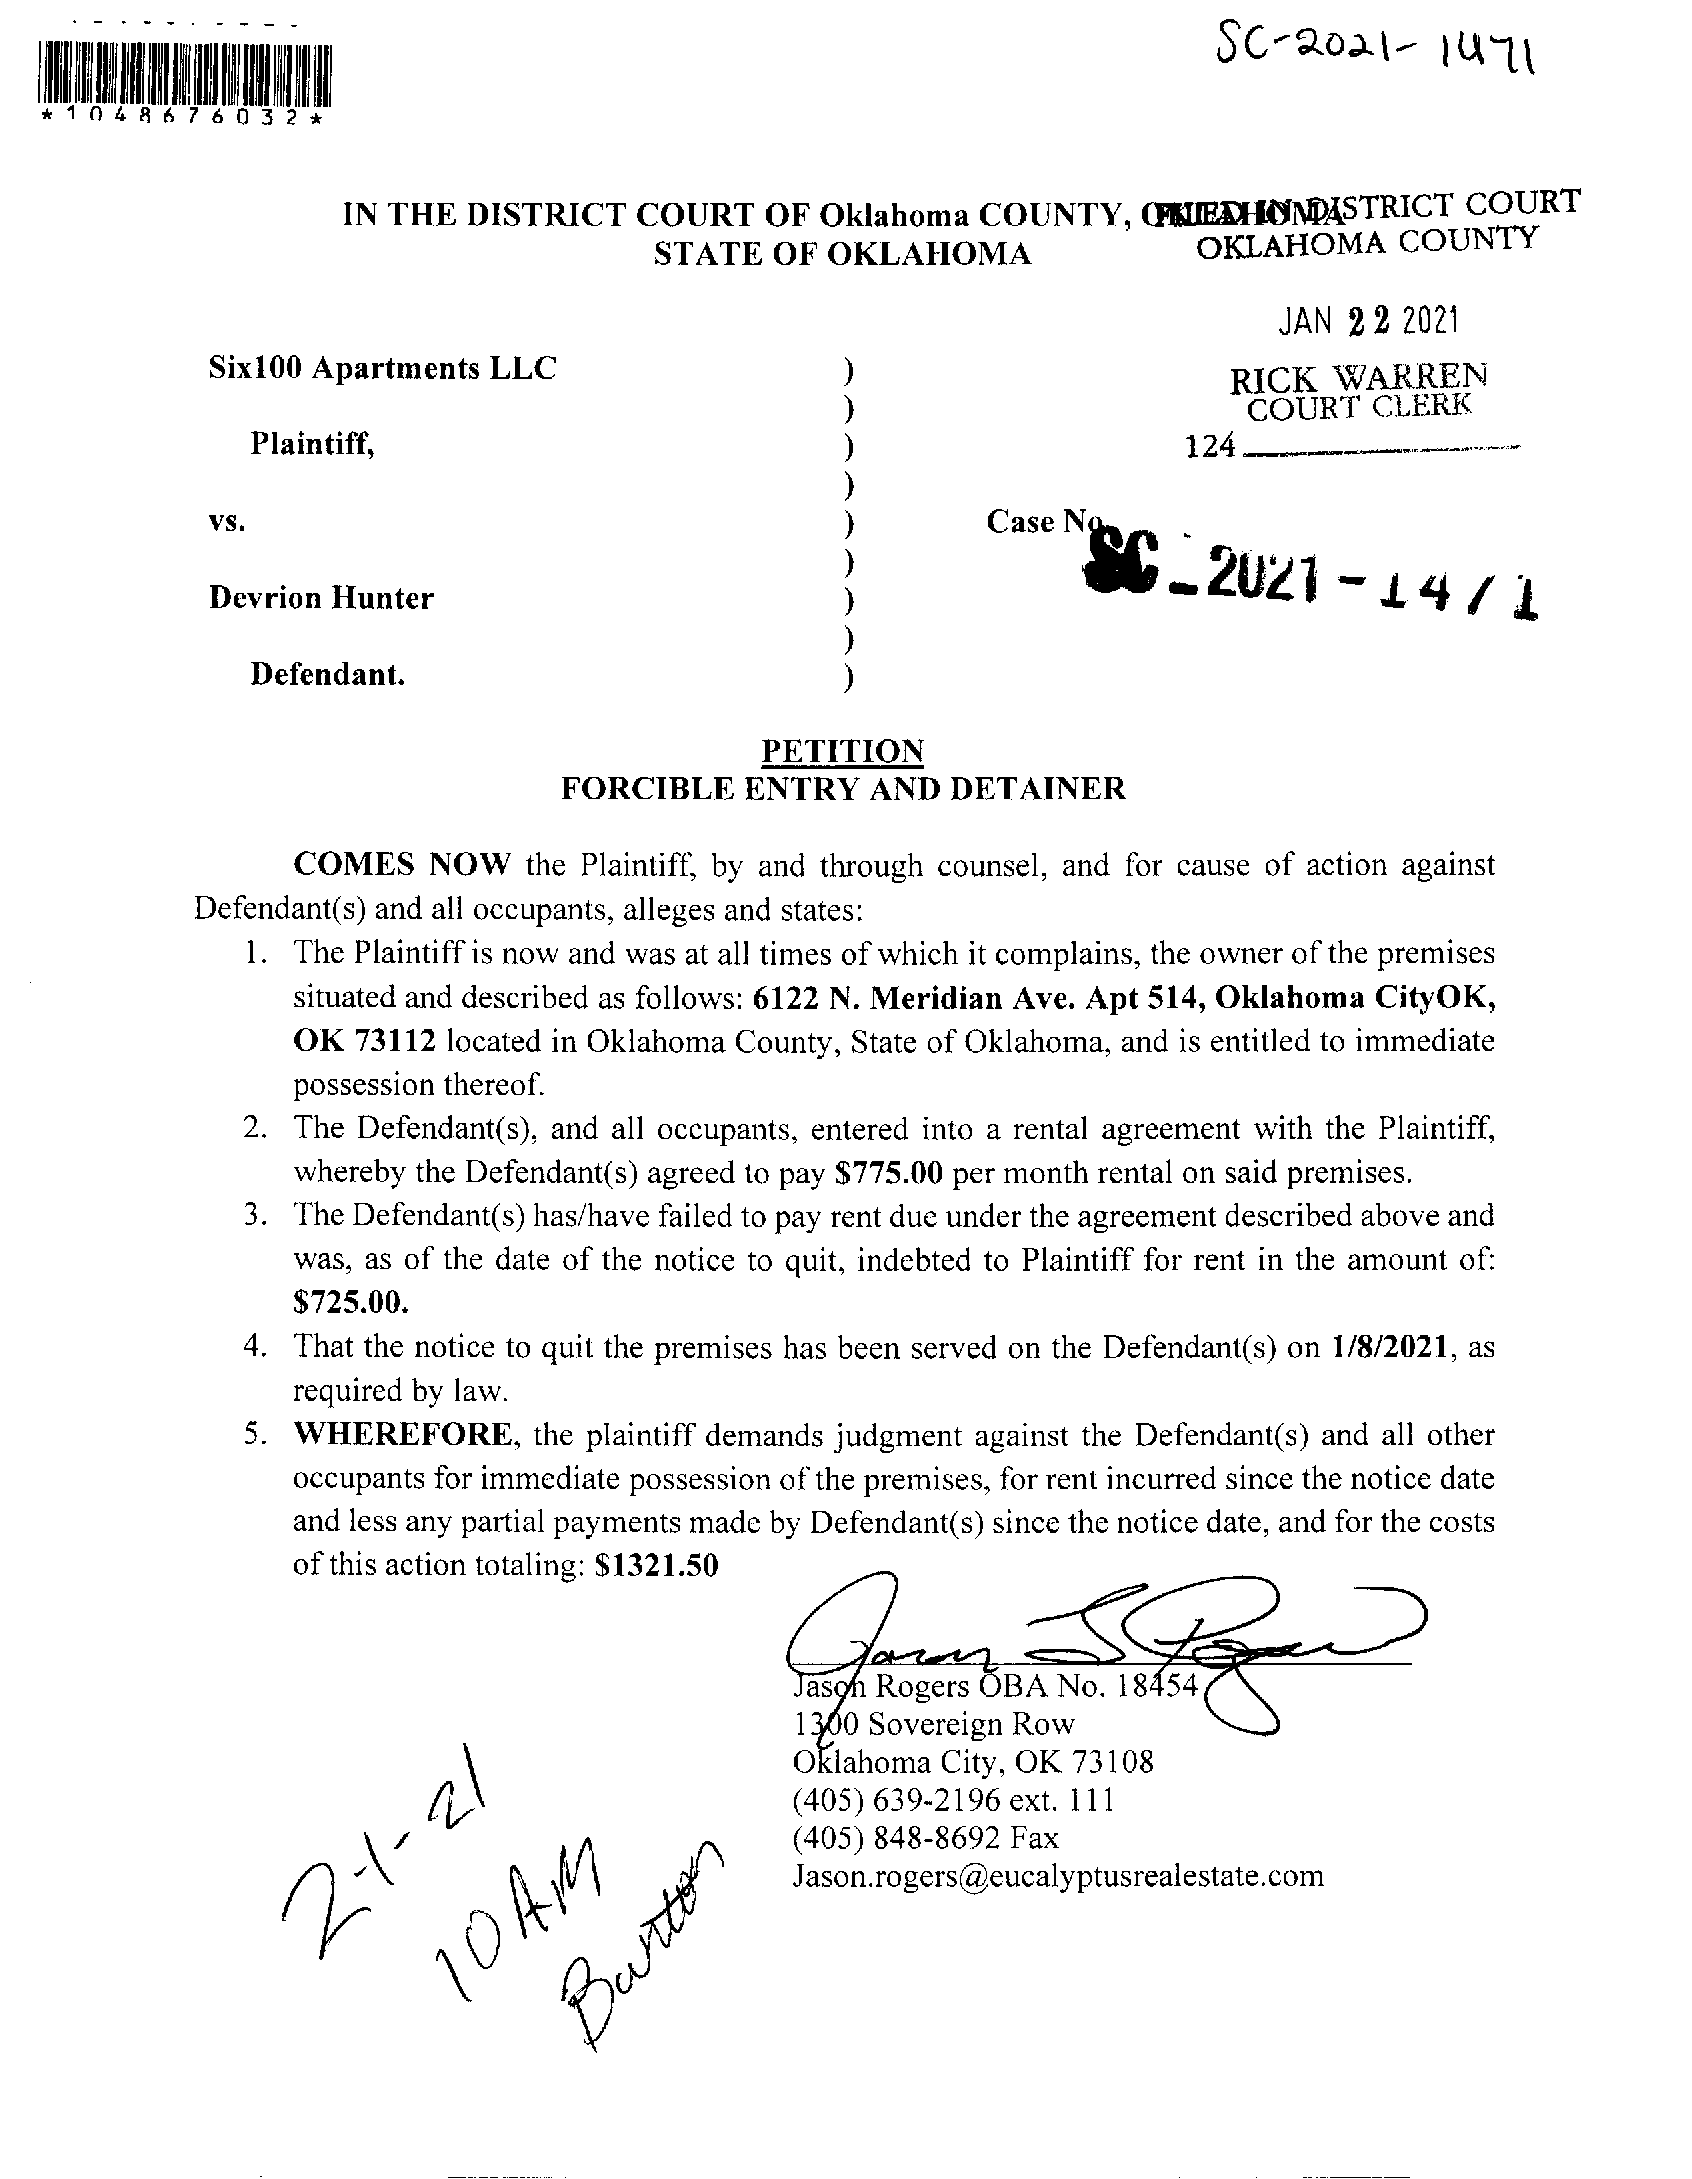 SC-2021-1471
*1048676032*
IN THE DISTRICT COURT OF Oklahoma COUNTY, OKLAHOMA
STATE OF OKLAHOMA
FILED IN DISTRICT COURT
OKLAHOMA COUNTY
JAN 22 2021
RICK WARREN
COURT CLERK
124
Six100 Apartments LLC )
)
Plaintiff, )
)
vs. )
)
Devrion Hunter )
)
Defendant. )
Case No.
SC-2021-1471
PETITION
FORCIBLE ENTRY AND DETAINER
COMES NOW the Plaintiff, by and through counsel, and for cause of action against
Defendant(s) and all occupants, alleges and states:
1. The Plaintiff is now and was at all times of which it complains, the owner of the premises
situated and described as follows: 6122 N. Meridian Ave. Apt 514, Oklahoma CityOK,
OK 73112 located in Oklahoma County, State of Oklahoma, and is entitled to immediate
possession thereof.
2. The Defendant(s), and all occupants, entered into a rental agreement with the Plaintiff,
whereby the Defendant(s) agreed to pay $775.00 per month rental on said premises.
3. The Defendant(s) has/have failed to pay rent due under the agreement described above and
was, as of the date of the notice to quit, indebted to Plaintiff for rent in the amount of:
$725.00.
4. That the notice to quit the premises has been served on the Defendant(s) on 1/8/2021, as
required by law.
5. WHEREFORE, the plaintiff demands judgment against the Defendant(s) and all other
occupants for immediate possession of the premises, for rent incurred since the notice date
and less any partial payments made by Defendant(s) since the notice date, and for the costs
of this action totaling: $1321.50
Jason Rogers OBA No. 18454
1300 Sovereign Row
Oklahoma City, OK 73108
(405) 639-2196 ext. 111
(405) 848-8692 Fax
Jason.rogers@eucalyptusrealestate.com
2-1-21
10 AM
Barton